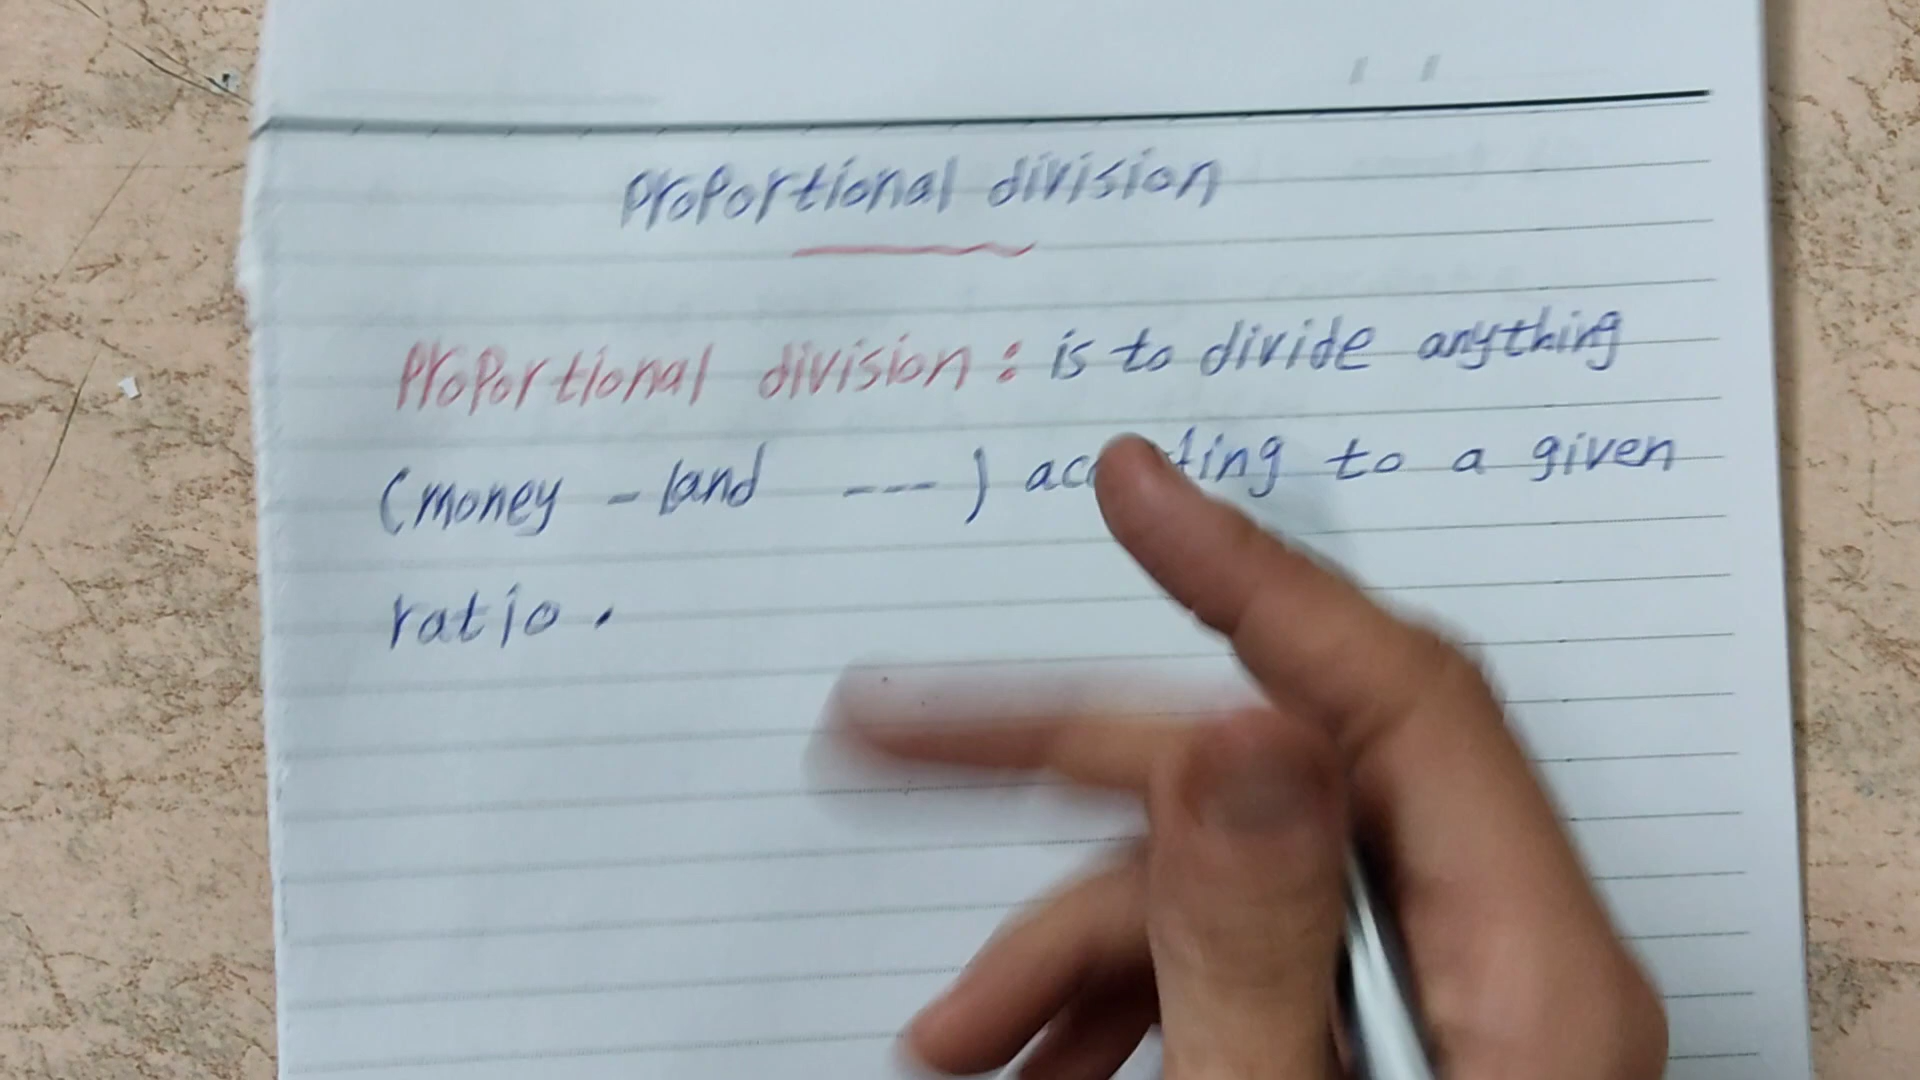 Proportional division
Proportional division : is to divide anything
(money - land ---) to a given
ratio .